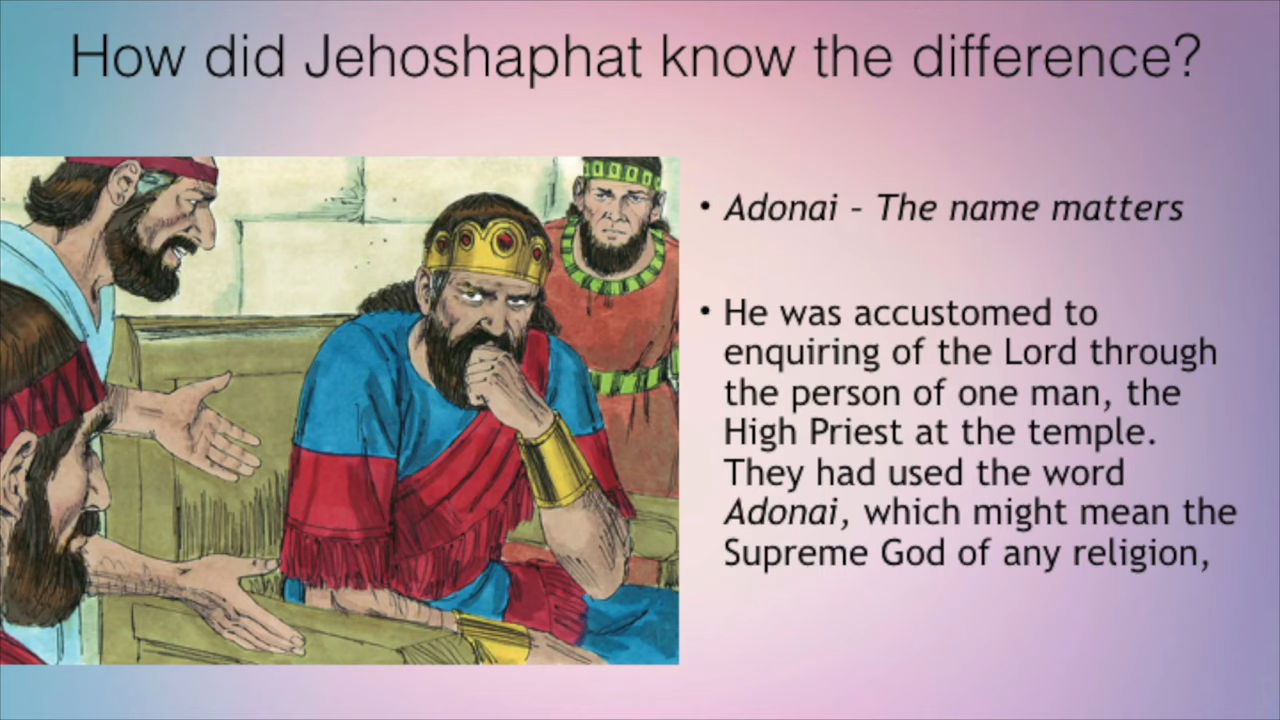 How did Jehoshaphat know the difference?
• Adonai – The name matters
• He was accustomed to
enquiring of the Lord through
the person of one man, the
High Priest at the temple.
They had used the word
Adonai, which might mean the
Supreme God of any religion,